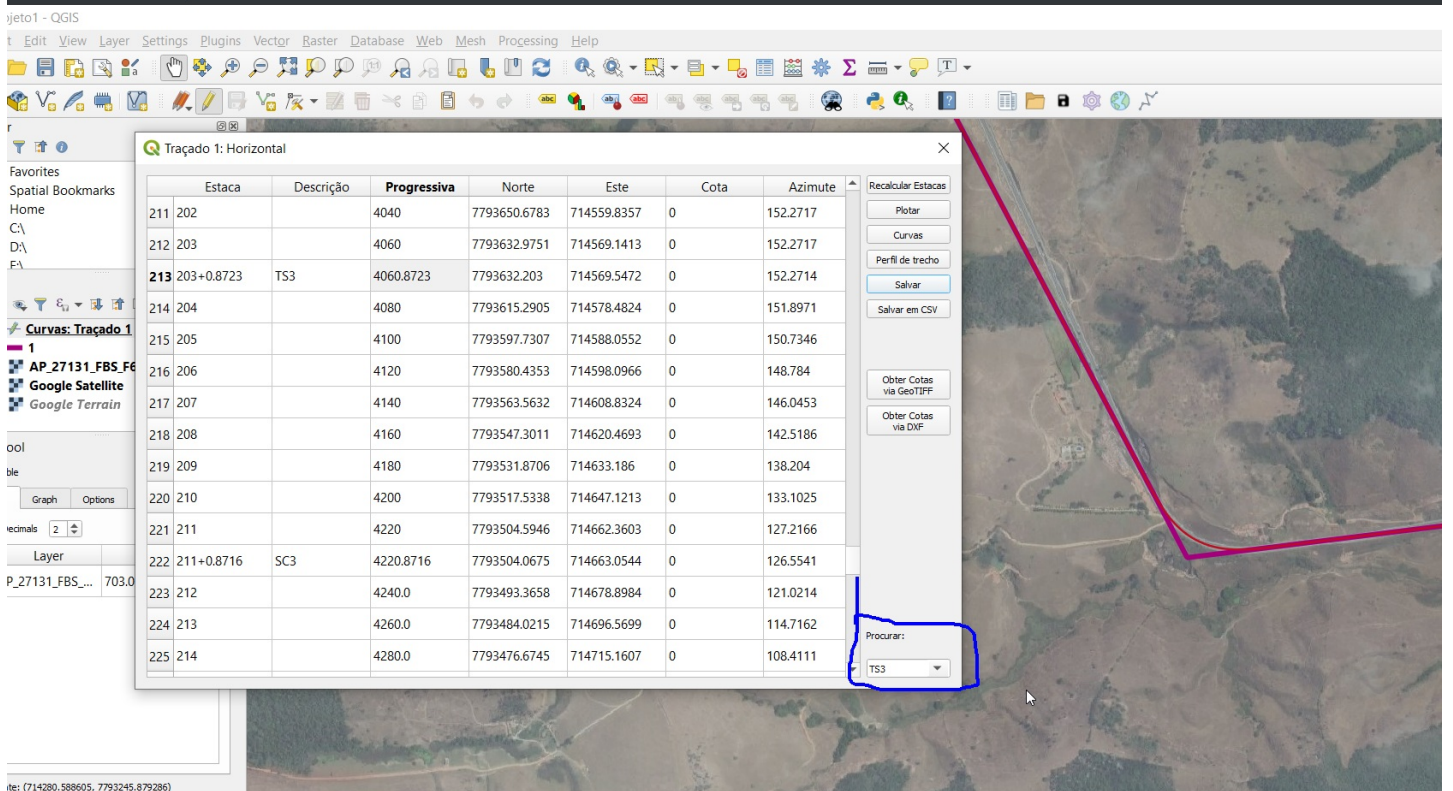 ojeto1 - QGIS
t Edit View Layer Settings Plugins Vector Raster Database Web Mesh Processing Help
Favorites
Spatial Bookmarks
Home
C:\
D:\
E:\
Curvas: Traçado 1
1
AP_27131_FBS_F6
Google Satellite
Google Terrain
ool
ble
Graph Options
ecimals 2
Layer
P_27131_FBS_... 703.0
Traçado 1: Horizontal
Estaca Descrição Progressiva Norte Este Cota Azimute
211 202 4040 7793650.6783 714559.8357 0 152.2717
212 203 4060 7793632.9751 714569.1413 0 152.2717
213 203+0.8723 TS3 4060.8723 7793632.203 714569.5472 0 152.2714
214 204 4080 7793615.2905 714578.4824 0 151.8971
215 205 4100 7793597.7307 714588.0552 0 150.7346
216 206 4120 7793580.4353 714598.0966 0 148.784
217 207 4140 7793563.5632 714608.8324 0 146.0453
218 208 4160 7793547.3011 714620.4693 0 142.5186
219 209 4180 7793531.8706 714633.186 0 138.204
220 210 4200 7793517.5338 714647.1213 0 133.1025
221 211 4220 7793504.5946 714662.3603 0 127.2166
222 211+0.8716 SC3 4220.8716 7793504.0675 714663.0544 0 126.5541
223 212 4240.0 7793493.3658 714678.8984 0 121.0214
224 213 4260.0 7793484.0215 714696.5699 0 114.7162
225 214 4280.0 7793476.6745 714715.1607 0 108.4111
Recalcular Estacas
Plotar
Curvas
Perfil de trecho
Salvar
Salvar em CSV
Obter Cotas
via GeoTIFF
Obter Cotas
via DXF
Procurar:
TS3
ate: (714280.588605, 7793245.879286)